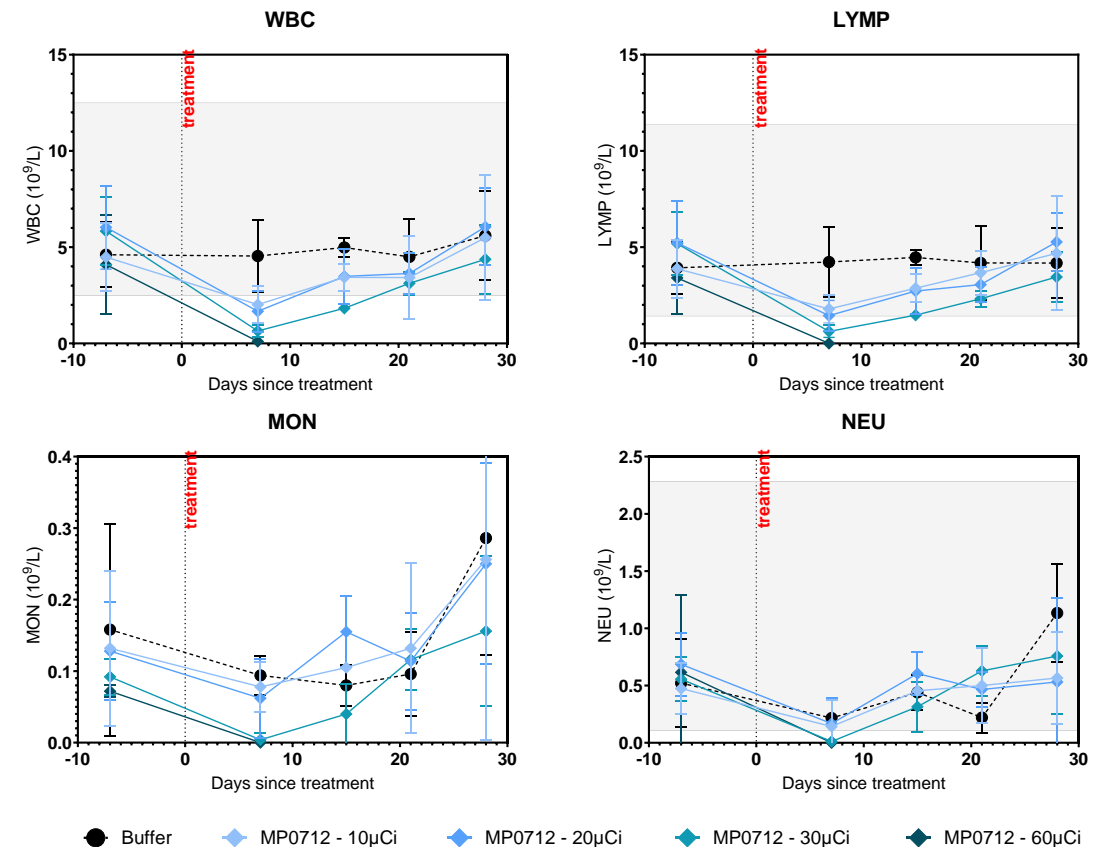 WBC
LYMP
treatment
treatment
15
10
5
0
WBC (10⁹/L)
-10 0 10 20 30
Days since treatment
15
10
5
0
LYMP (10⁹/L)
-10 0 10 20 30
Days since treatment
MON
NEU
treatment
treatment
0.4
0.3
0.2
0.1
0.0
MON (10⁹/L)
-10 0 10 20 30
Days since treatment
2.5
2.0
1.5
1.0
0.5
0.0
NEU (10⁹/L)
-10 0 10 20 30
Days since treatment
Buffer MP0712 - 10µCi MP0712 - 20µCi MP0712 - 30µCi MP0712 - 60µCi